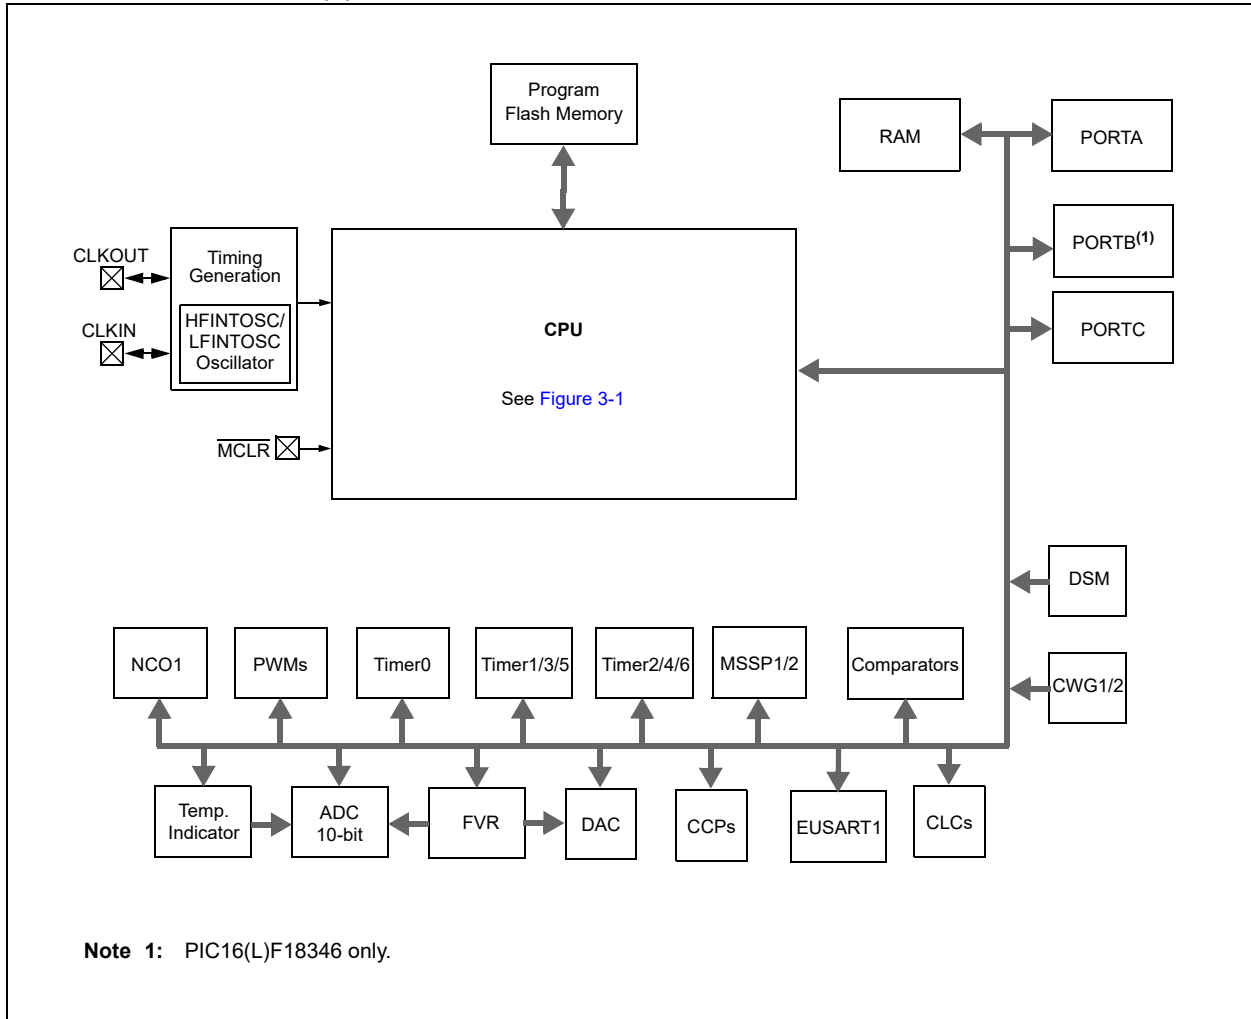 Program
Flash Memory
RAM
PORTA
PORTB(1)
PORTC
CLKOUT
Timing
Generation
HFINTOSC/
LFINTOSC
Oscillator
CLKIN
CPU
See Figure 3-1
MCLR
DSM
CWG1/2
NCO1
PWMs
Timer0
Timer1/3/5
Timer2/4/6
MSSP1/2
Comparators
Temp.
Indicator
ADC
10-bit
FVR
DAC
CCPs
EUSART1
CLCs
Note 1: PIC16(L)F18346 only.